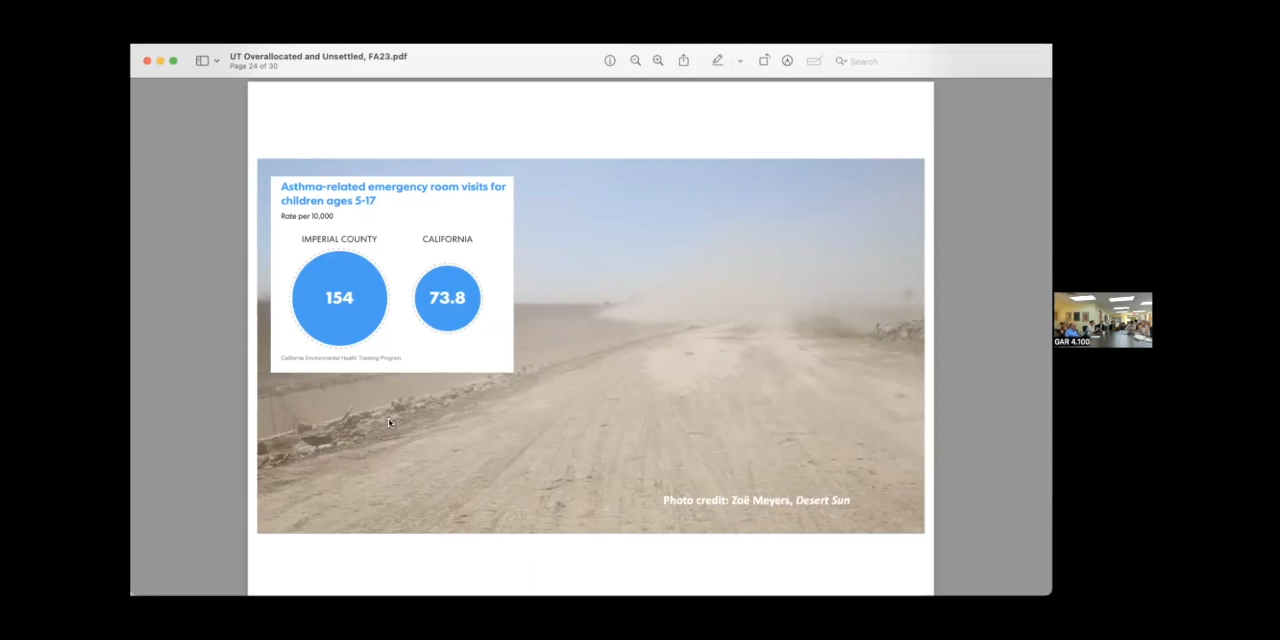 UT Overallocated and Unsettled, FA23.pdf
Page 24 of 30
Search
Asthma-related emergency room visits for
children ages 5-17
Rate per 10,000
IMPERIAL COUNTY
CALIFORNIA
154
73.8
California Environmental Health Tracking Program.
Photo credit: Zoë Meyers, Desert Sun
GAR 4.100